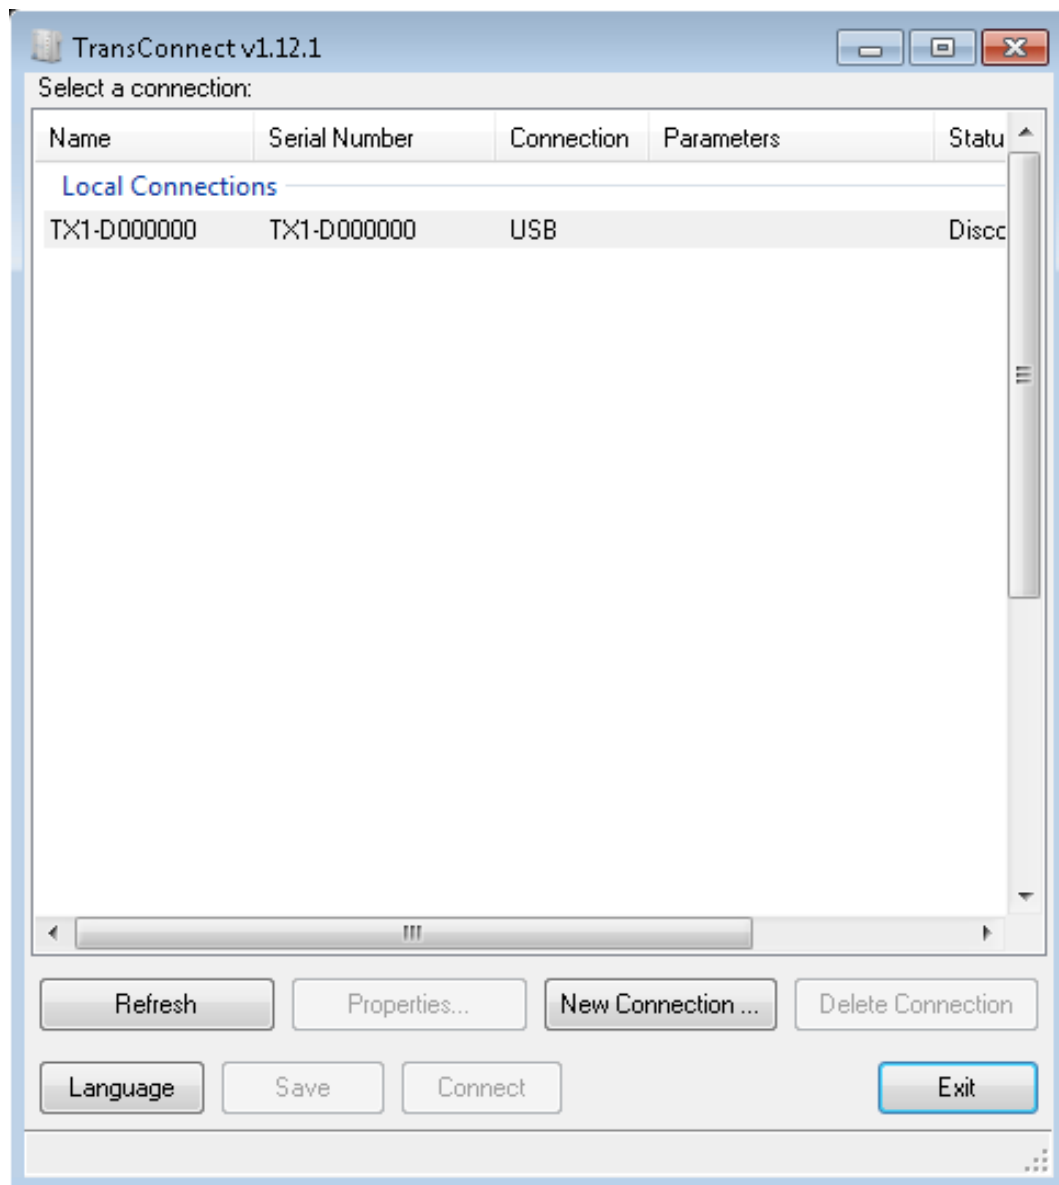 TransConnect v1.12.1
Select a connection:
Name Serial Number Connection Parameters Statu
Local Connections
TX1-D000000 TX1-D000000 USB Disco
Refresh Properties... New Connection ... Delete Connection
Language Save Connect Exit